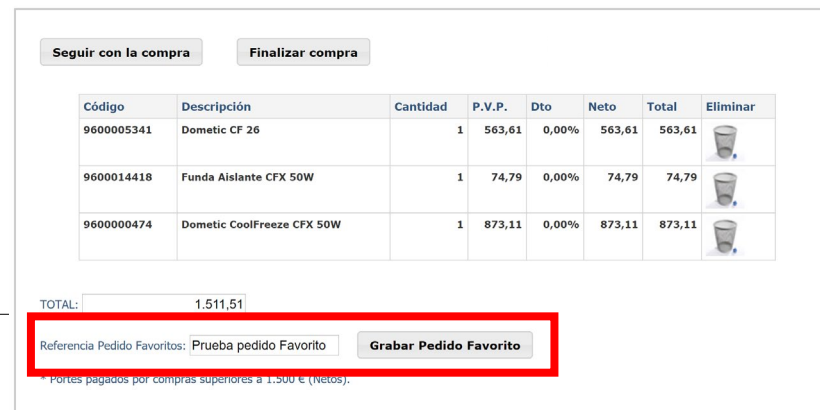 Seguir con la compra Finalizar compra
Código Descripción Cantidad P.V.P. Dto Neto Total Eliminar
9600005341 Dometic CF 26 1 563,61 0,00% 563,61 563,61
9600014418 Funda Aislante CFX 50W 1 74,79 0,00% 74,79 74,79
9600000474 Dometic CoolFreeze CFX 50W 1 873,11 0,00% 873,11 873,11
TOTAL: 1.511,51
Referencia Pedido Favoritos: Prueba pedido Favorito Grabar Pedido Favorito
* Portes pagados por compras superiores a 1.500 € (Netos).